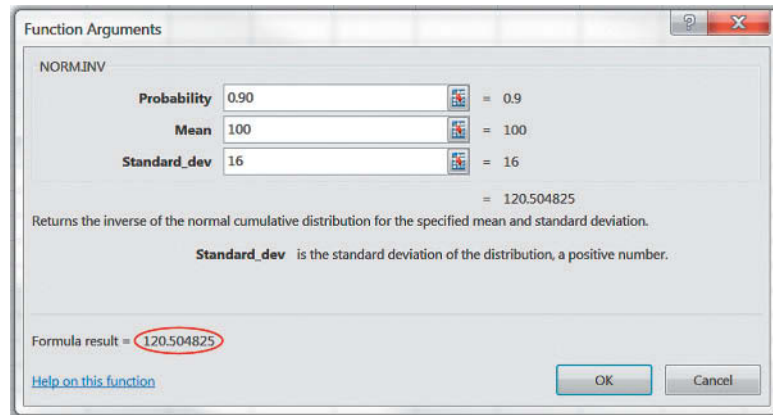 Function Arguments
NORM.INV
Probability 0.90 = 0.9
Mean 100 = 100
Standard_dev 16 = 16
= 120.504825
Returns the inverse of the normal cumulative distribution for the specified mean and standard deviation.
Standard_dev is the standard deviation of the distribution, a positive number.
Formula result = 120.504825
Help on this function
OK Cancel